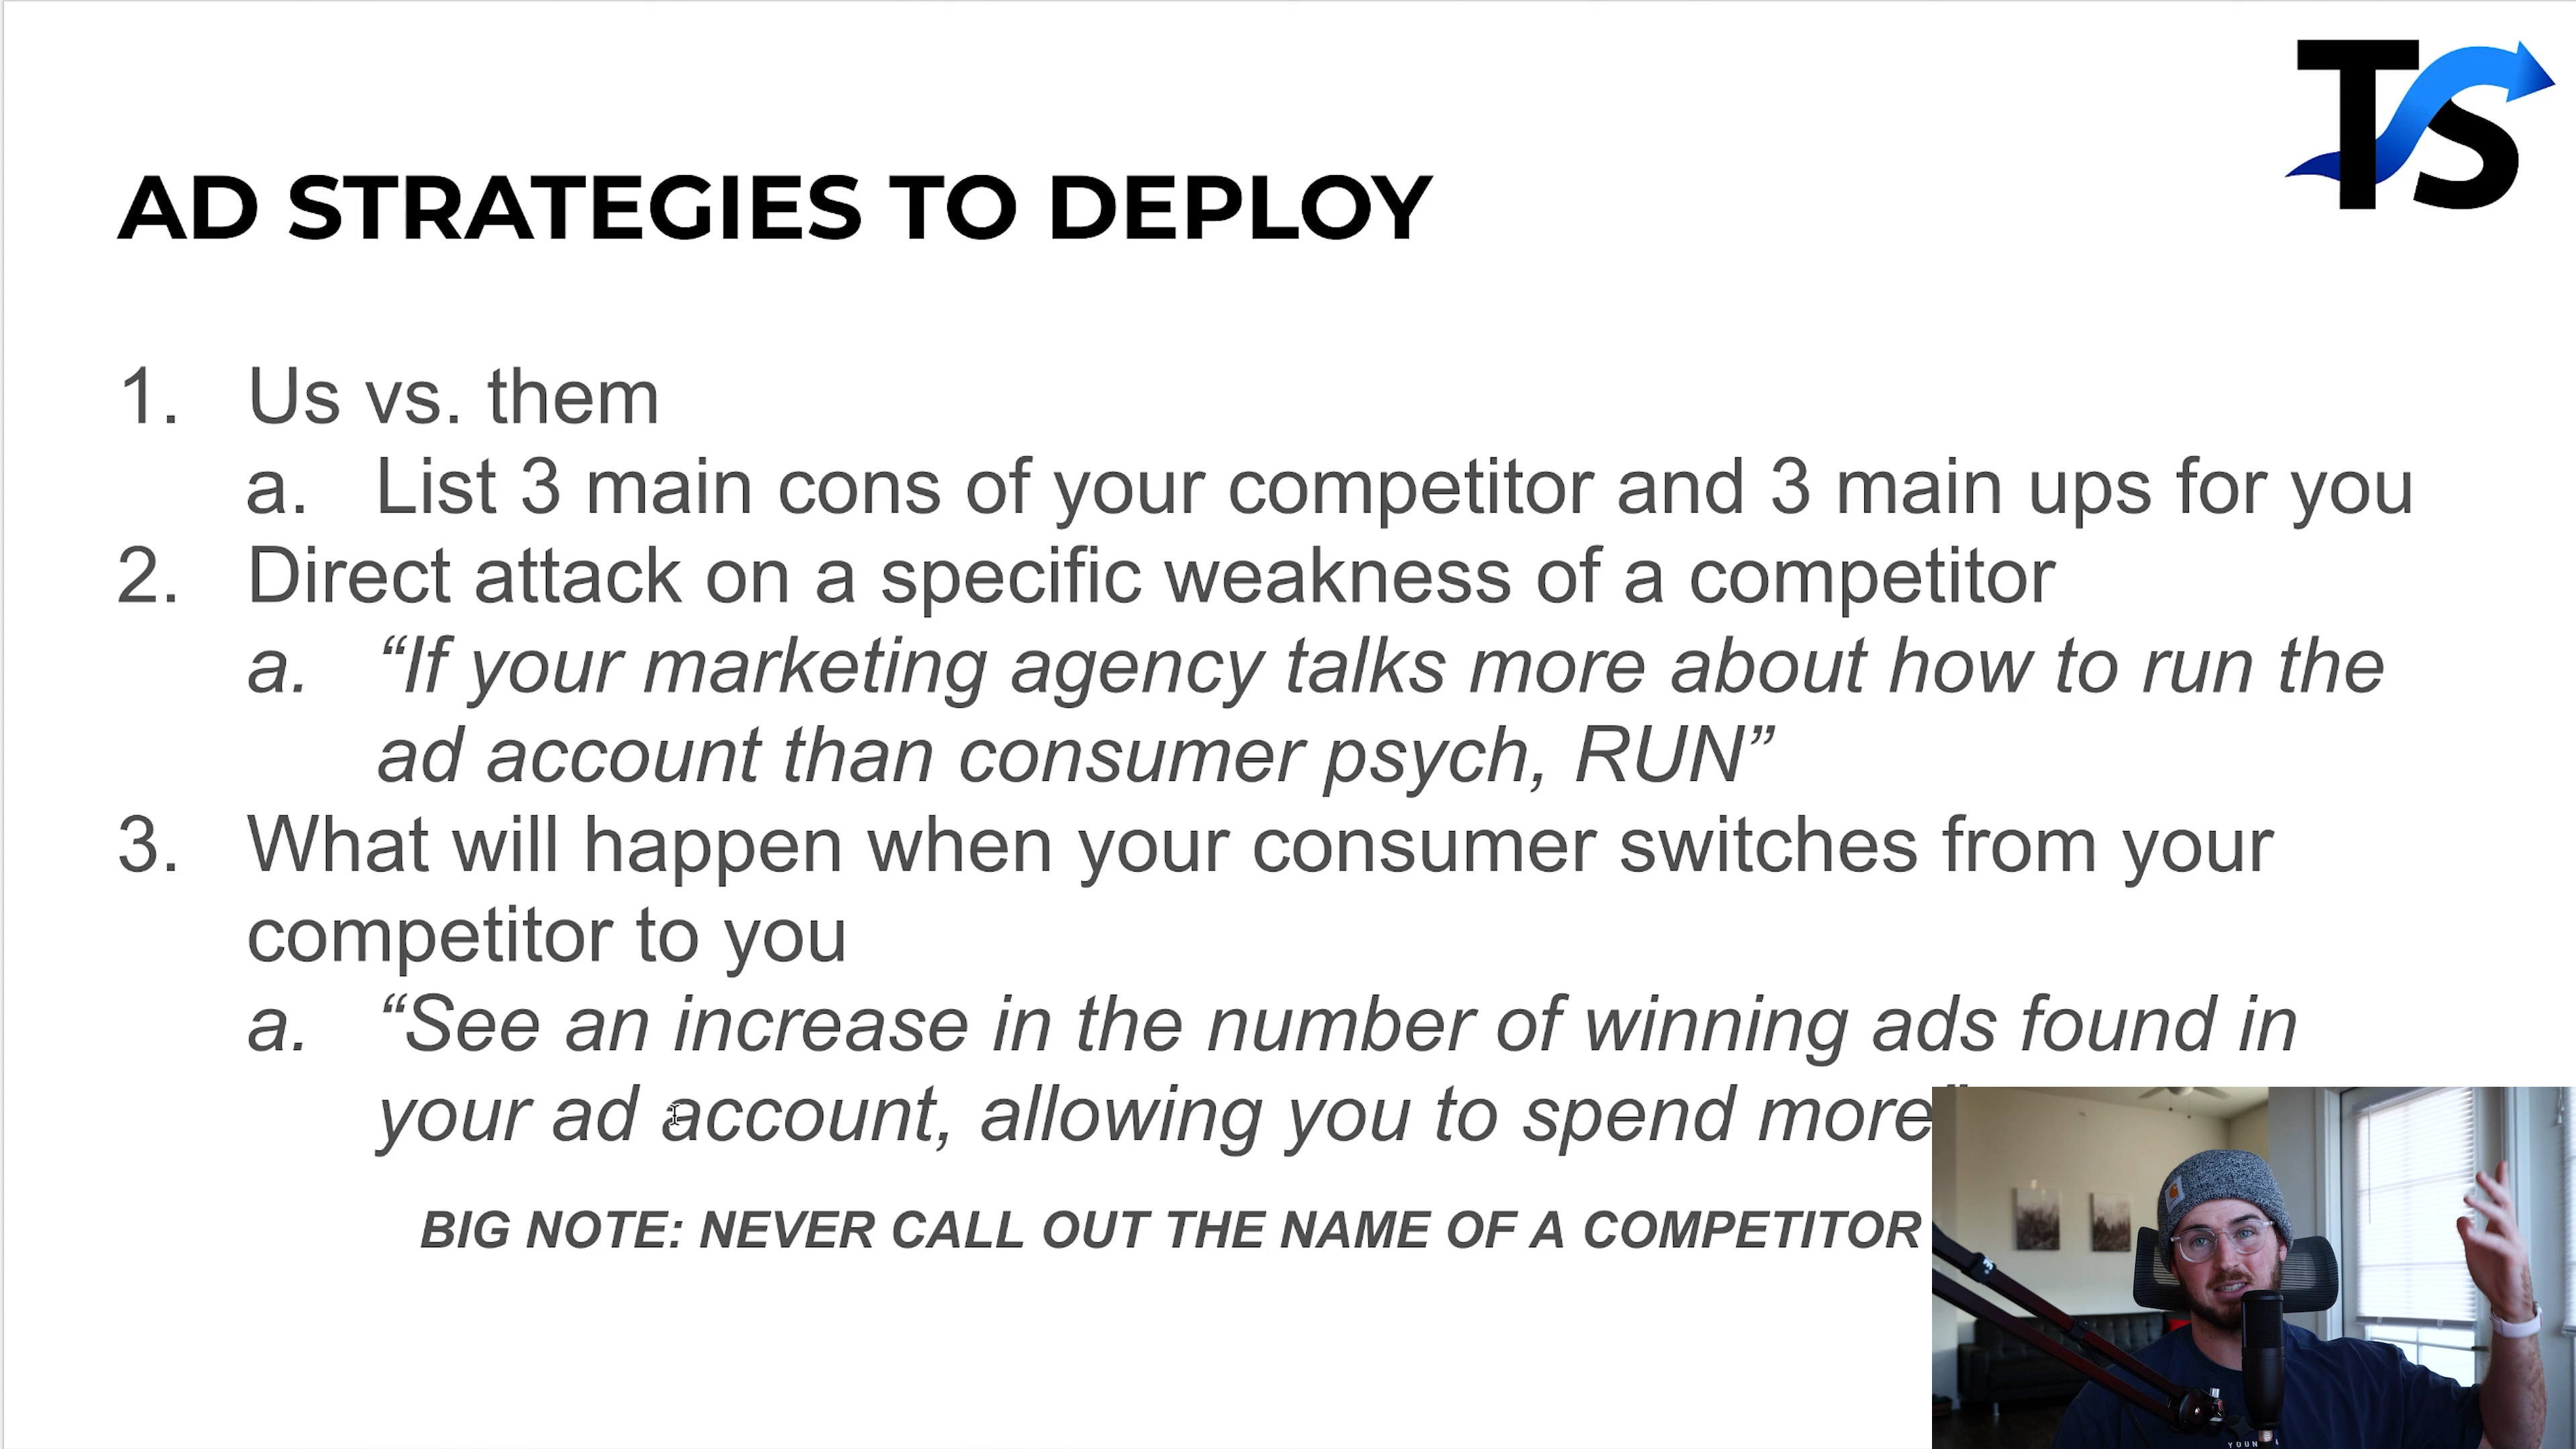 TS
AD STRATEGIES TO DEPLOY
1. Us vs. them
a. List 3 main cons of your competitor and 3 main ups for you
2. Direct attack on a specific weakness of a competitor
a. “If your marketing agency talks more about how to run the
ad account than consumer psych, RUN”
3. What will happen when your consumer switches from your
competitor to you
a. “See an increase in the number of winning ads found in
your ad account, allowing you to spend more”
BIG NOTE: NEVER CALL OUT THE NAME OF A COMPETITOR